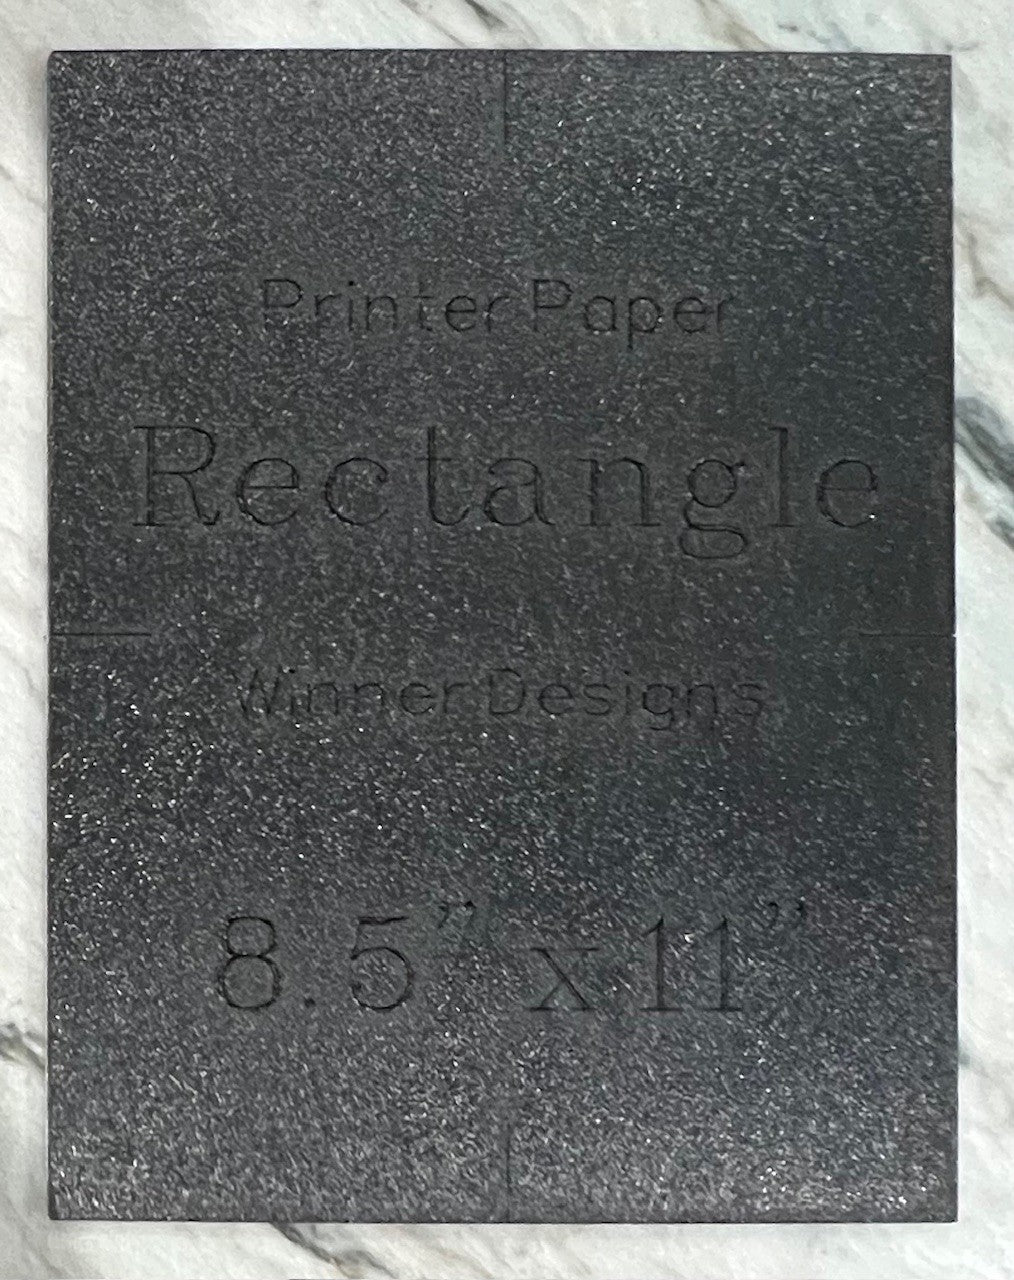 Printer Paper
Rectangle
Winner Designs
8.5” x 11”